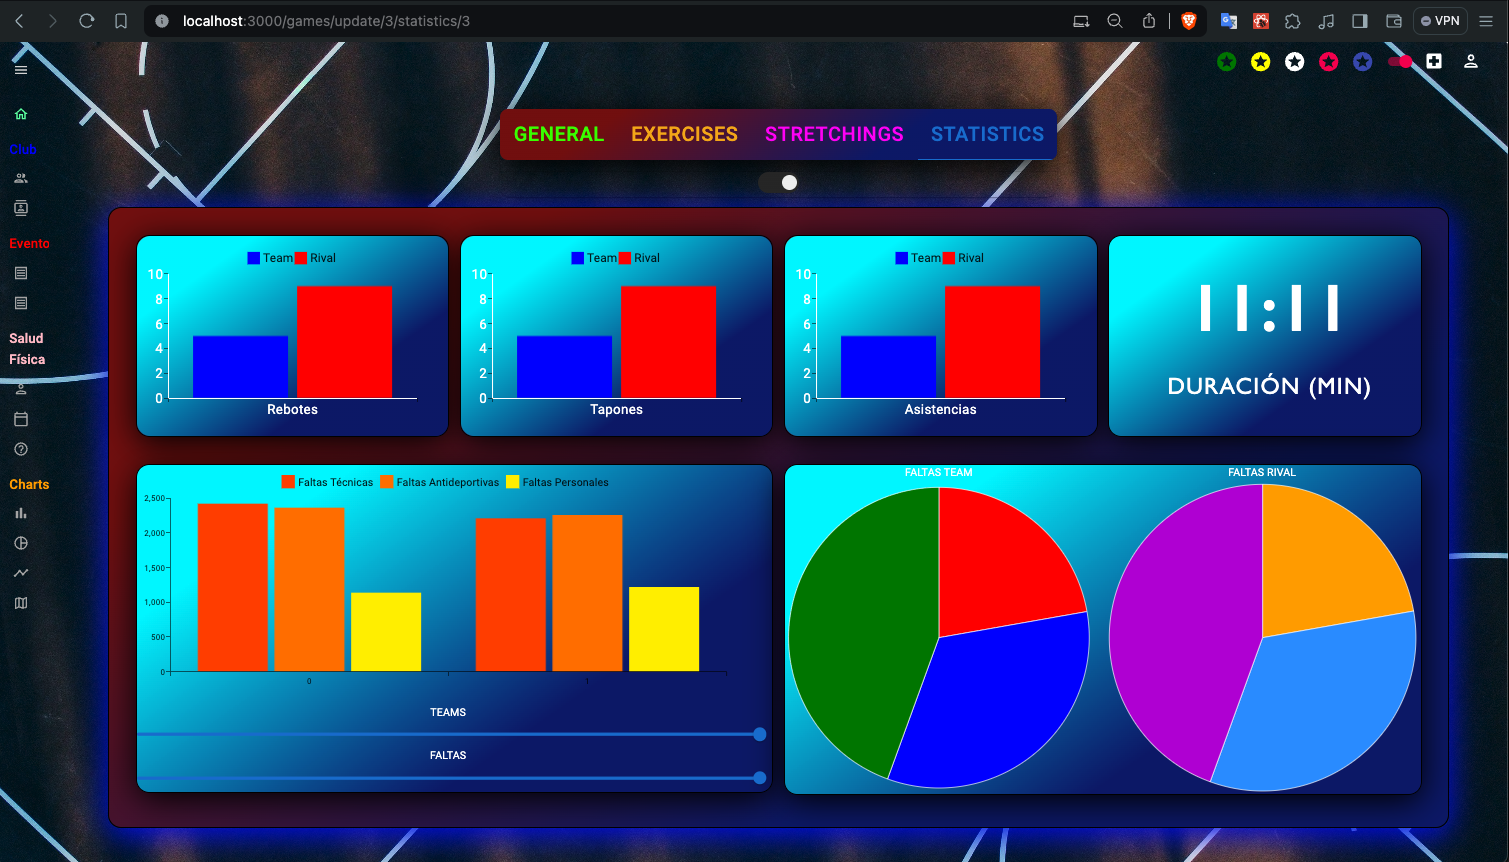 localhost:3000/games/update/3/statistics/3
VPN
GENERAL EXERCISES STRETCHINGS STATISTICS
Club
Evento
Salud
Física
Charts
Team Rival
10
8
6
4
2
0
Rebotes
Team Rival
10
8
6
4
2
0
Tapones
Team Rival
10
8
6
4
2
0
Asistencias
11:11
DURACIÓN (MIN)
Faltas Técnicas Faltas Antideportivas Faltas Personales
2,500
2,000
1,500
1,000
500
0
0 1
TEAMS
FALTAS
FALTAS TEAM
FALTAS RIVAL